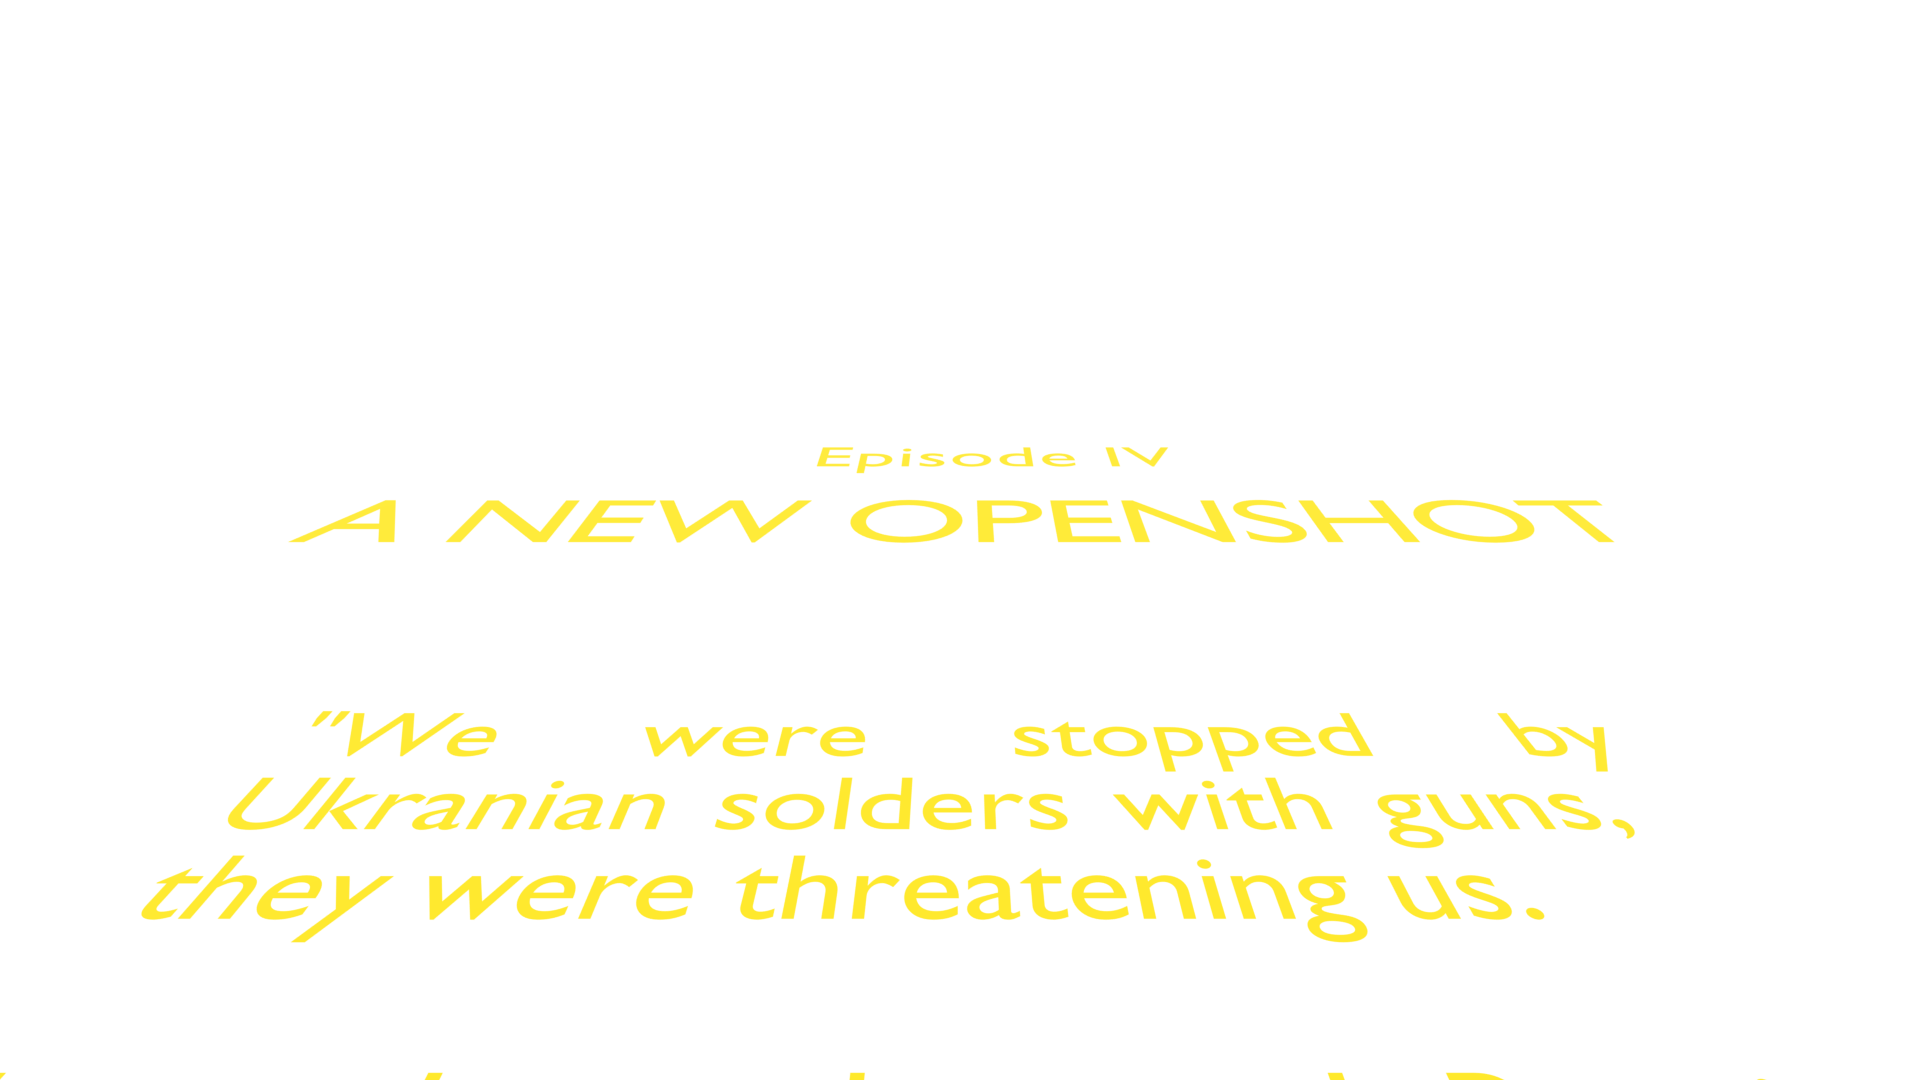 Episode IV
A NEW OPENSHOT
"We were stopped by
Ukranian solders with guns,
they were threatening us.